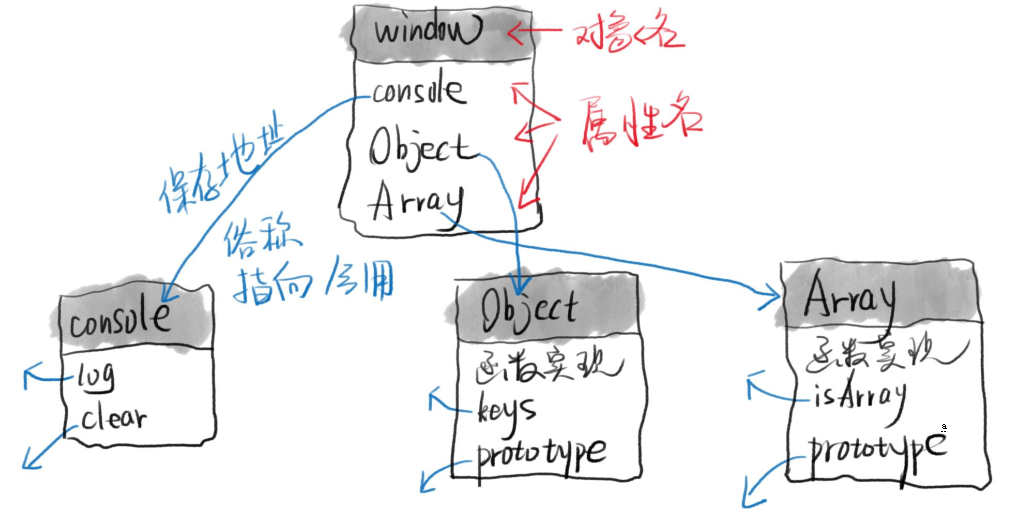 window
对象名
console
Object
Array
属性名
保存地址
俗称
指向/引用
console
log
clear
Object
函数实现
keys
prototype
Array
函数实现
isArray
prototype